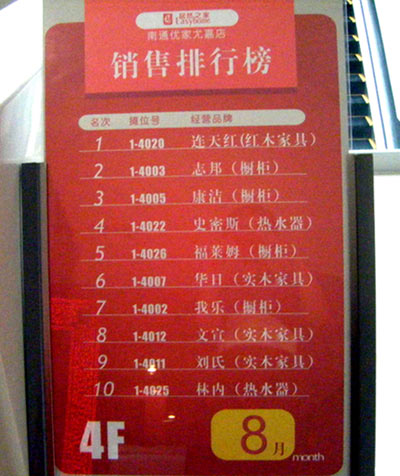 居然之家
Easyhome
南通优家尤嘉店
销售排行榜
名次 摊位号 经营品牌
1 1-4020 连天红(红木家具)
2 1-4003 志邦（橱柜）
3 1-4005 康洁（橱柜）
4 1-4022 史密斯（热水器）
5 1-4026 福莱姆（橱柜）
6 1-4007 华日（实木家具）
7 1-4002 我乐（橱柜）
8 1-4012 文宣（实木家具）
9 1-4011 刘氏（实木家具）
10 1-4025 林内（热水器）
4F
8月
month